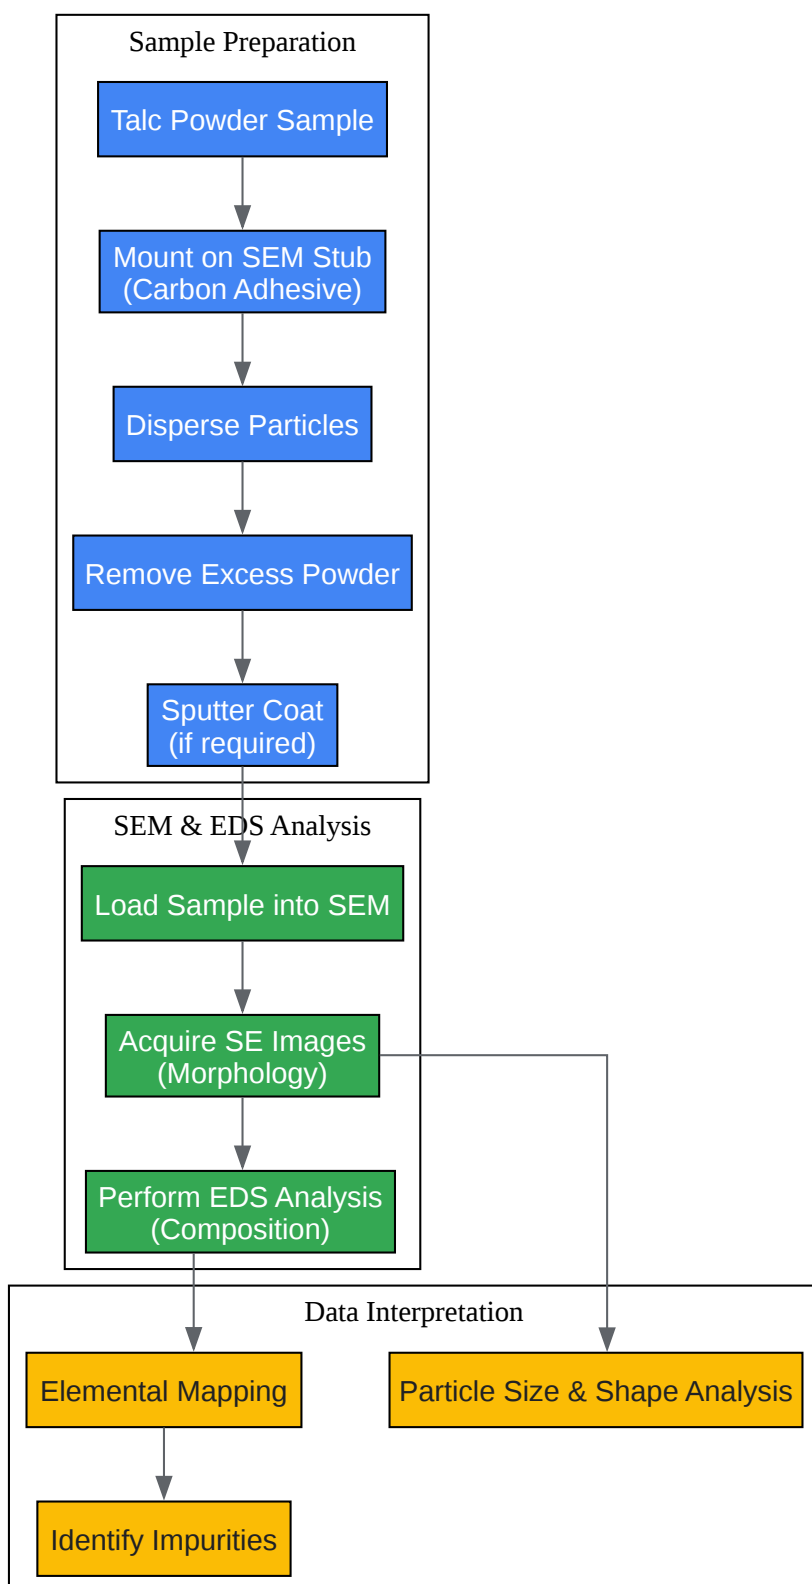 Sample Preparation
Talc Powder Sample
Mount on SEM Stub
(Carbon Adhesive)
Disperse Particles
Remove Excess Powder
Sputter Coat
(if required)
SEM & EDS Analysis
Load Sample into SEM
Acquire SE Images
(Morphology)
Perform EDS Analysis
(Composition)
Data Interpretation
Elemental Mapping
Particle Size & Shape Analysis
Identify Impurities